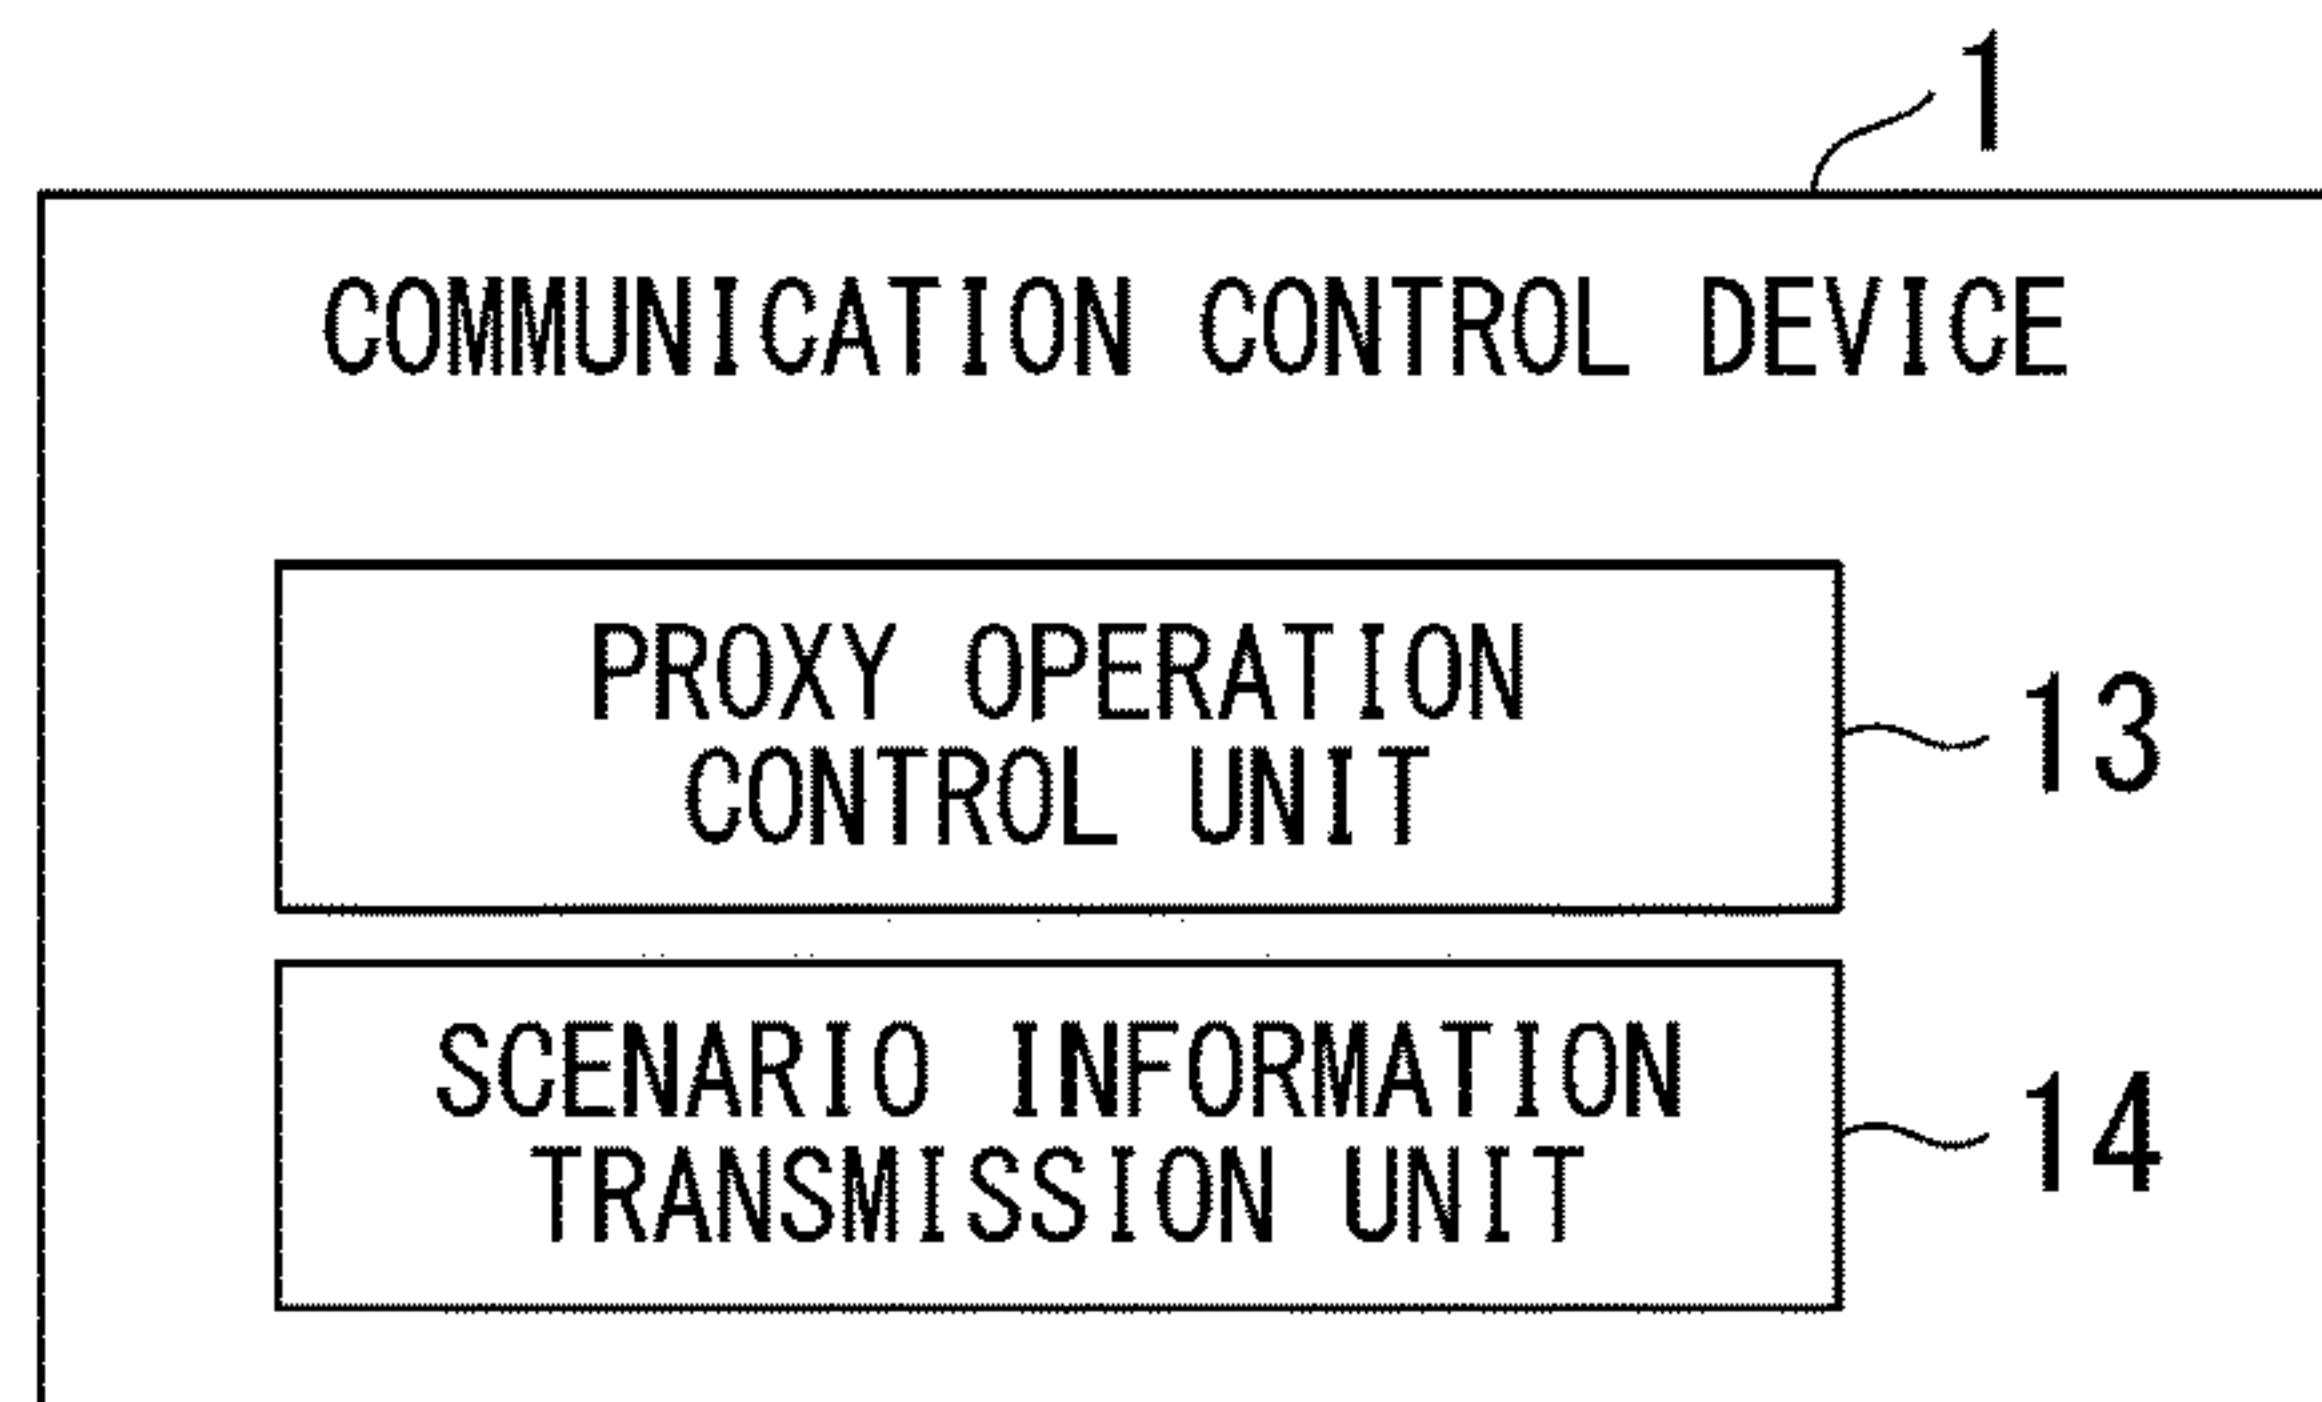 1
COMMUNICATION CONTROL DEVICE
PROXY OPERATION
CONTROL UNIT
13
SCENARIO INFORMATION
TRANSMISSION UNIT
14